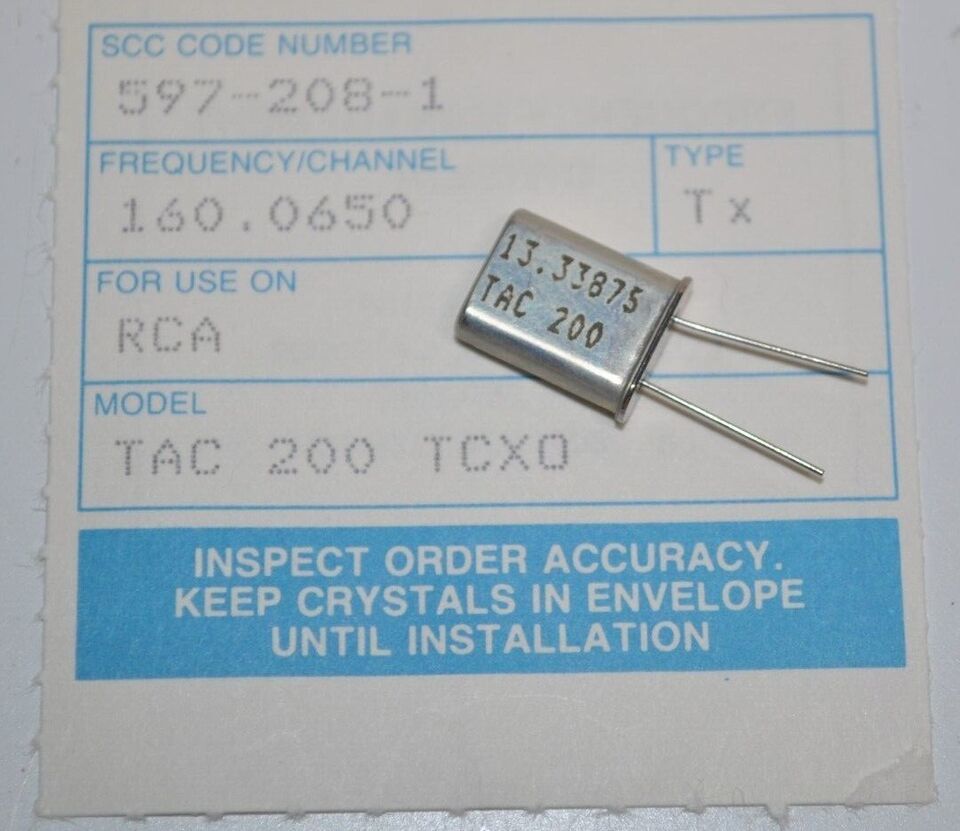 SCC CODE NUMBER
597-208-1
FREQUENCY/CHANNEL
160.0650
TYPE
Tx
FOR USE ON
RCA
MODEL
TAC 200 TCXO
13.33875
TAC 200
INSPECT ORDER ACCURACY.
KEEP CRYSTALS IN ENVELOPE
UNTIL INSTALLATION